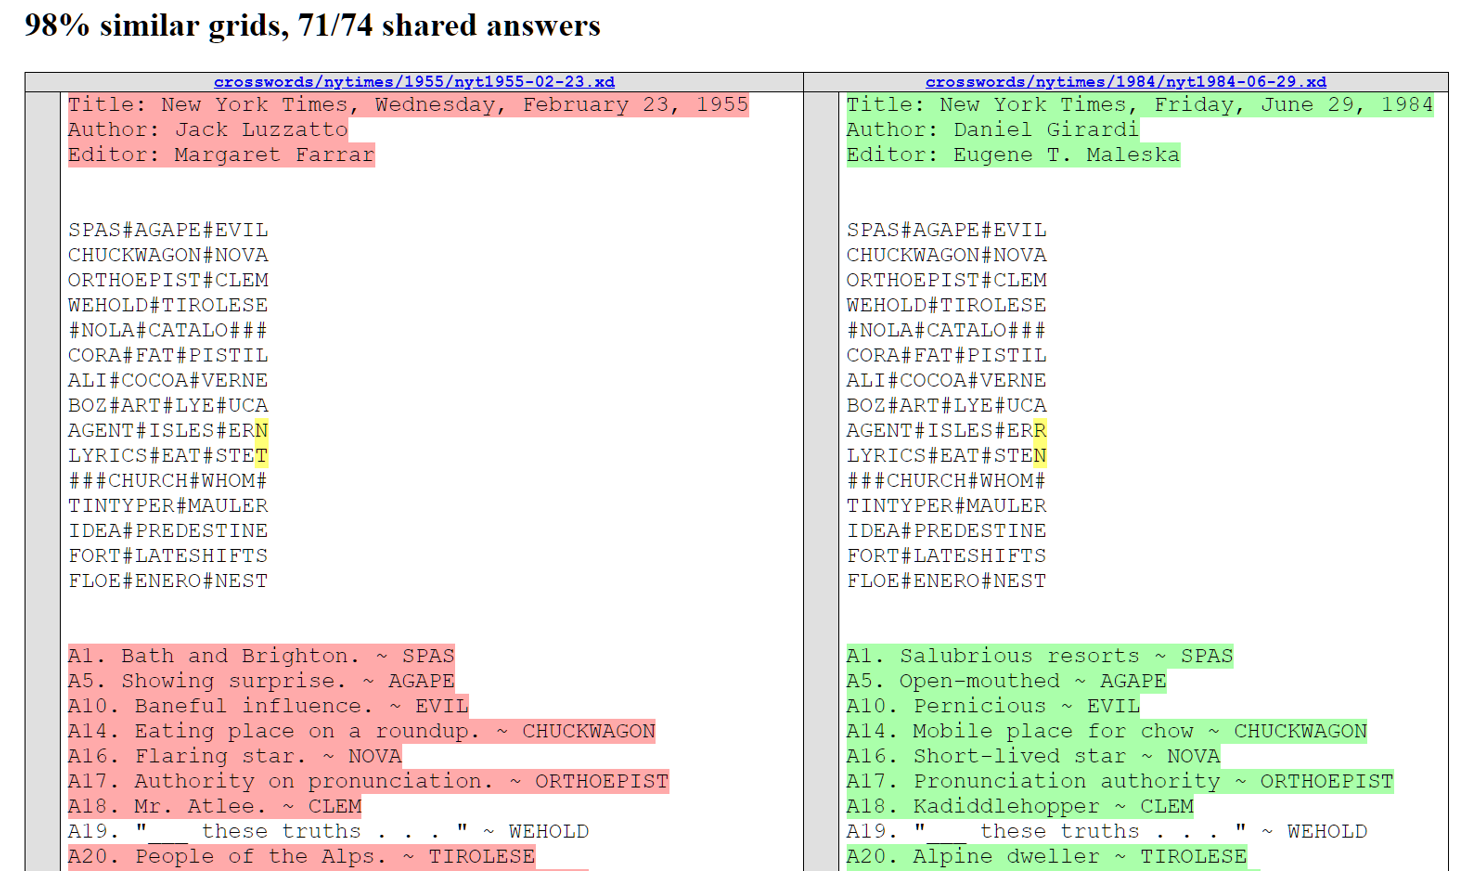 98% similar grids, 71/74 shared answers
crosswords/nytimes/1955/nyt1955-02-23.xd
Title: New York Times, Wednesday, February 23, 1955
Author: Jack Luzzatto
Editor: Margaret Farrar
SPAS#AGAPE#EVIL
CHUCKWAGON#NOVA
ORTHOEPIST#CLEM
WEHOLD#TIROLESE
#NOLA#CATALO###
CORA#FAT#PISTIL
ALI#COCOA#VERNE
BOZ#ART#LYE#UCA
AGENT#ISLES#ERN
LYRICS#EAT#STET
###CHURCH#WHOM#
TINTYPER#MAULER
IDEA#PREDESTINE
FORT#LATESHIFTS
FLOE#ENERO#NEST
A1. Bath and Brighton. ~ SPAS
A5. Showing surprise. ~ AGAPE
A10. Baneful influence. ~ EVIL
A14. Eating place on a roundup. ~ CHUCKWAGON
A16. Flaring star. ~ NOVA
A17. Authority on pronunciation. ~ ORTHOEPIST
A18. Mr. Atlee. ~ CLEM
A19. "___ these truths . . . " ~ WEHOLD
A20. People of the Alps. ~ TIROLESE
crosswords/nytimes/1984/nyt1984-06-29.xd
Title: New York Times, Friday, June 29, 1984
Author: Daniel Girardi
Editor: Eugene T. Maleska
SPAS#AGAPE#EVIL
CHUCKWAGON#NOVA
ORTHOEPIST#CLEM
WEHOLD#TIROLESE
#NOLA#CATALO###
CORA#FAT#PISTIL
ALI#COCOA#VERNE
BOZ#ART#LYE#UCA
AGENT#ISLES#ERR
LYRICS#EAT#STEN
###CHURCH#WHOM#
TINTYPER#MAULER
IDEA#PREDESTINE
FORT#LATESHIFTS
FLOE#ENERO#NEST
A1. Salubrious resorts ~ SPAS
A5. Open-mouthed ~ AGAPE
A10. Pernicious ~ EVIL
A14. Mobile place for chow ~ CHUCKWAGON
A16. Short-lived star ~ NOVA
A17. Pronunciation authority ~ ORTHOEPIST
A18. Kadiddlehopper ~ CLEM
A19. "___ these truths . . . " ~ WEHOLD
A20. Alpine dweller ~ TIROLESE